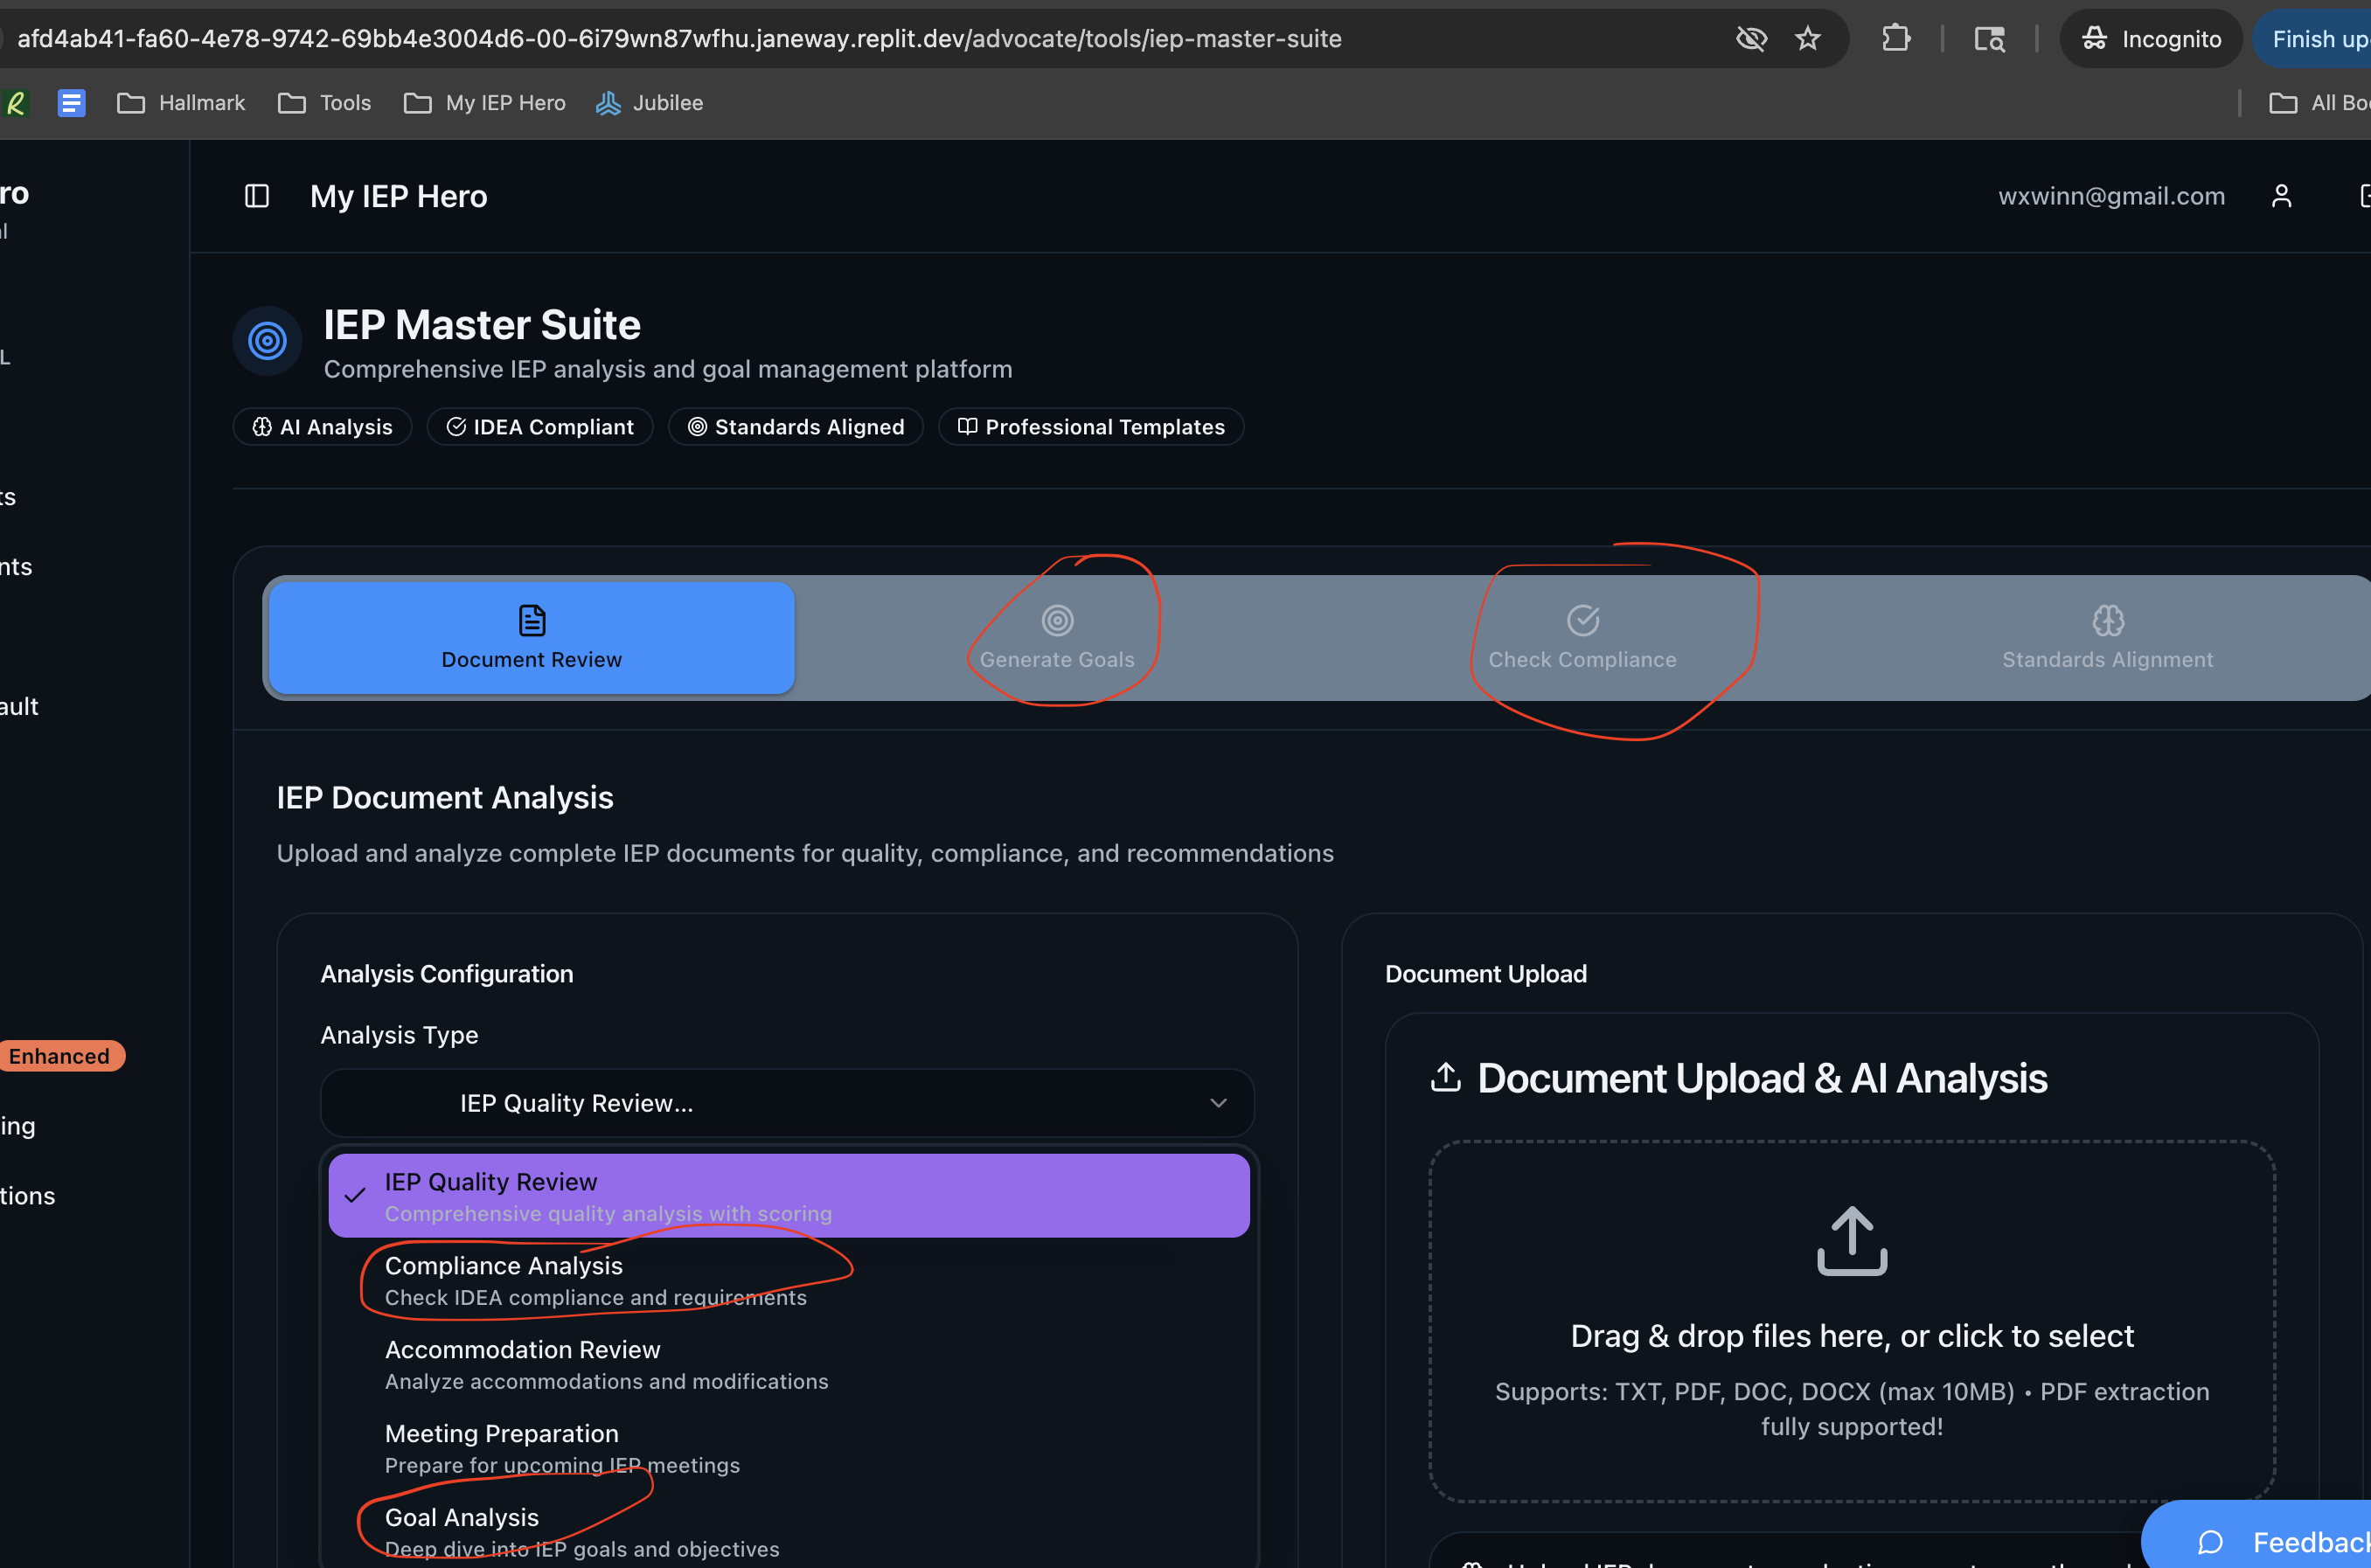 afd4ab41-fa60-4e78-9742-69bb4e3004d6-00-6i79wn87wfhu.janeway.replit.dev/advocate/tools/iep-master-suite
Incognito
Finish up
Hallmark
Tools
My IEP Hero
Jubilee
All Boo
ro
My IEP Hero
wxwinn@gmail.com
l
IEP Master Suite
L
Comprehensive IEP analysis and goal management platform
AI Analysis
IDEA Compliant
Standards Aligned
Professional Templates
ts
nts
ault
Enhanced
ing
tions
Document Review
Generate Goals
Check Compliance
Standards Alignment
IEP Document Analysis
Upload and analyze complete IEP documents for quality, compliance, and recommendations
Analysis Configuration
Analysis Type
IEP Quality Review...
IEP Quality Review
Comprehensive quality analysis with scoring
Compliance Analysis
Check IDEA compliance and requirements
Accommodation Review
Analyze accommodations and modifications
Meeting Preparation
Prepare for upcoming IEP meetings
Goal Analysis
Deep dive into IEP goals and objectives
Document Upload
Document Upload & AI Analysis
Drag & drop files here, or click to select
Supports: TXT, PDF, DOC, DOCX (max 10MB) • PDF extraction
fully supported!
Feedback